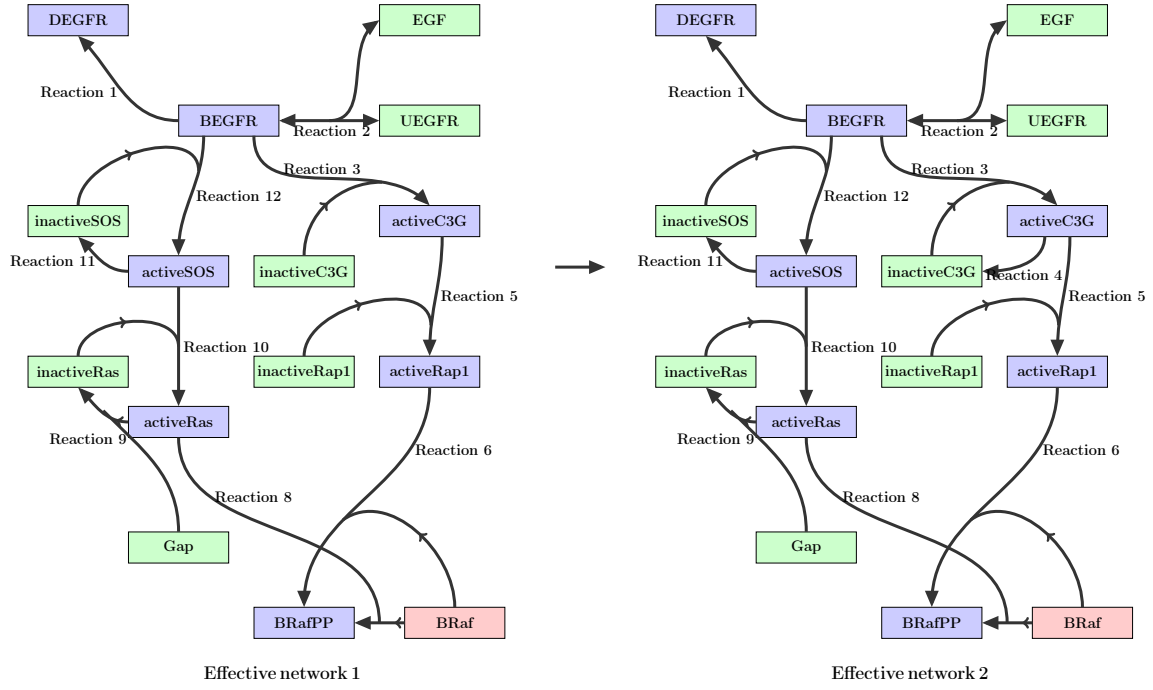 DEGFR
EGF
Reaction 1
BEGFR
UEGFR
Reaction 2
Reaction 3
Reaction 12
inactiveSOS
activeC3G
Reaction 11
activeSOS
inactiveC3G
Reaction 5
Reaction 10
inactiveRas
inactiveRap1
activeRap1
activeRas
Reaction 9
Reaction 6
Reaction 8
Gap
BRafPP
BRaf
Effective network 1
DEGFR
EGF
Reaction 1
BEGFR
UEGFR
Reaction 2
Reaction 3
Reaction 12
inactiveSOS
activeC3G
Reaction 11
activeSOS
inactiveC3G
Reaction 4
Reaction 5
Reaction 10
inactiveRas
inactiveRap1
activeRap1
activeRas
Reaction 9
Reaction 6
Reaction 8
Gap
BRafPP
BRaf
Effective network 2